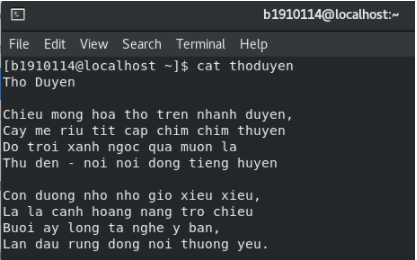 b1910114@localhost:~
File Edit View Search Terminal Help
[b1910114@localhost ~]$ cat thoduyen
Tho Duyen
Chieu mong hoa tho tren nhanh duyen,
Cay me riu tit cap chim chim thuyen
Do troi xanh ngoc qua muon la
Thu den - noi noi dong tieng huyen
Con duong nho nho gio xieu xieu,
La la canh hoang nang tro chieu
Buoi ay long ta nghe y ban,
Lan dau rung dong noi thuong yeu.